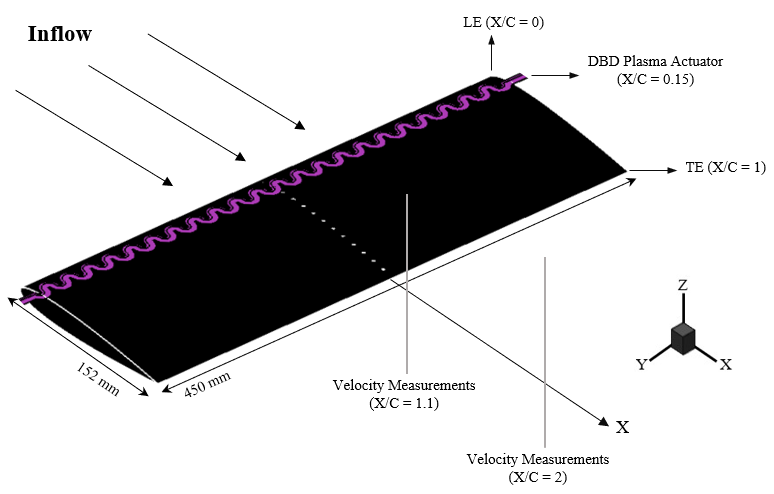 LE (X/C = 0)
Inflow
DBD Plasma Actuator
(X/C = 0.15)
TE (X/C = 1)
Z
Y
X
152 mm
450 mm
Velocity Measurements
(X/C = 1.1)
X
Velocity Measurements
(X/C = 2)